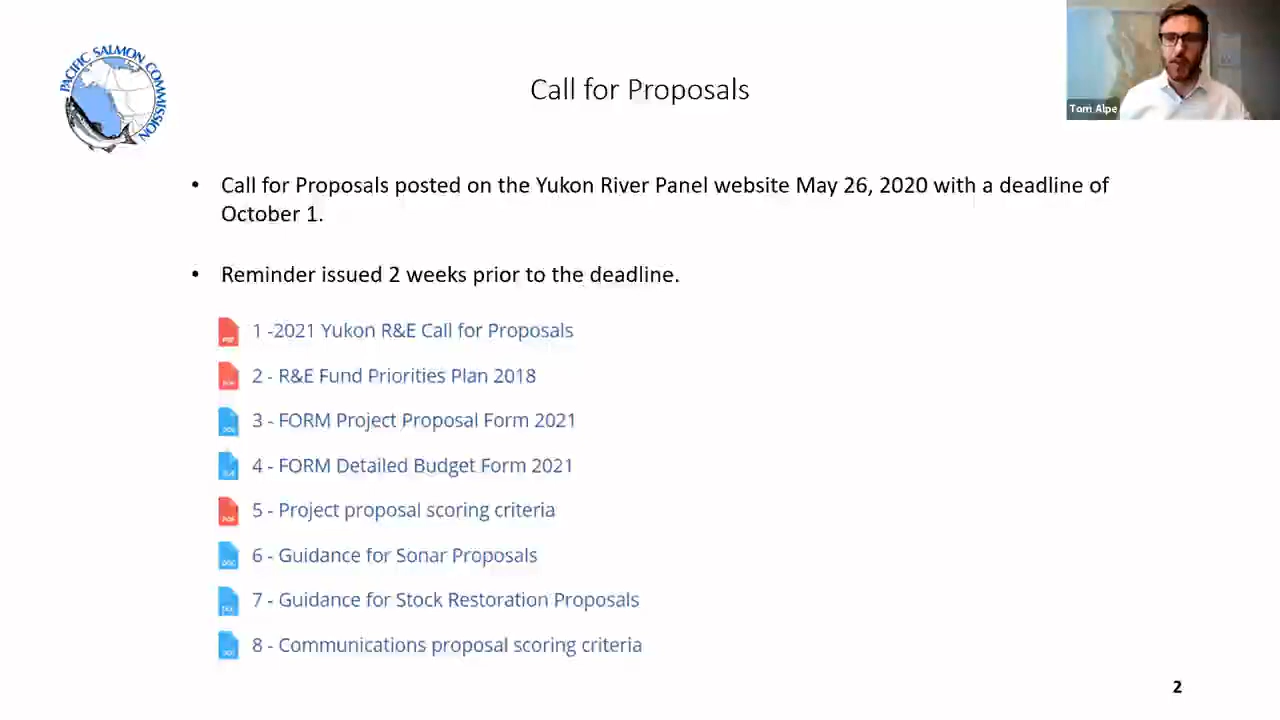 PACIFIC SALMON COMMISSION
Call for Proposals
Tom Alpe
• Call for Proposals posted on the Yukon River Panel website May 26, 2020 with a deadline of
October 1.
• Reminder issued 2 weeks prior to the deadline.
1 -2021 Yukon R&E Call for Proposals
2 - R&E Fund Priorities Plan 2018
3 - FORM Project Proposal Form 2021
4 - FORM Detailed Budget Form 2021
5 - Project proposal scoring criteria
6 - Guidance for Sonar Proposals
7 - Guidance for Stock Restoration Proposals
8 - Communications proposal scoring criteria
2